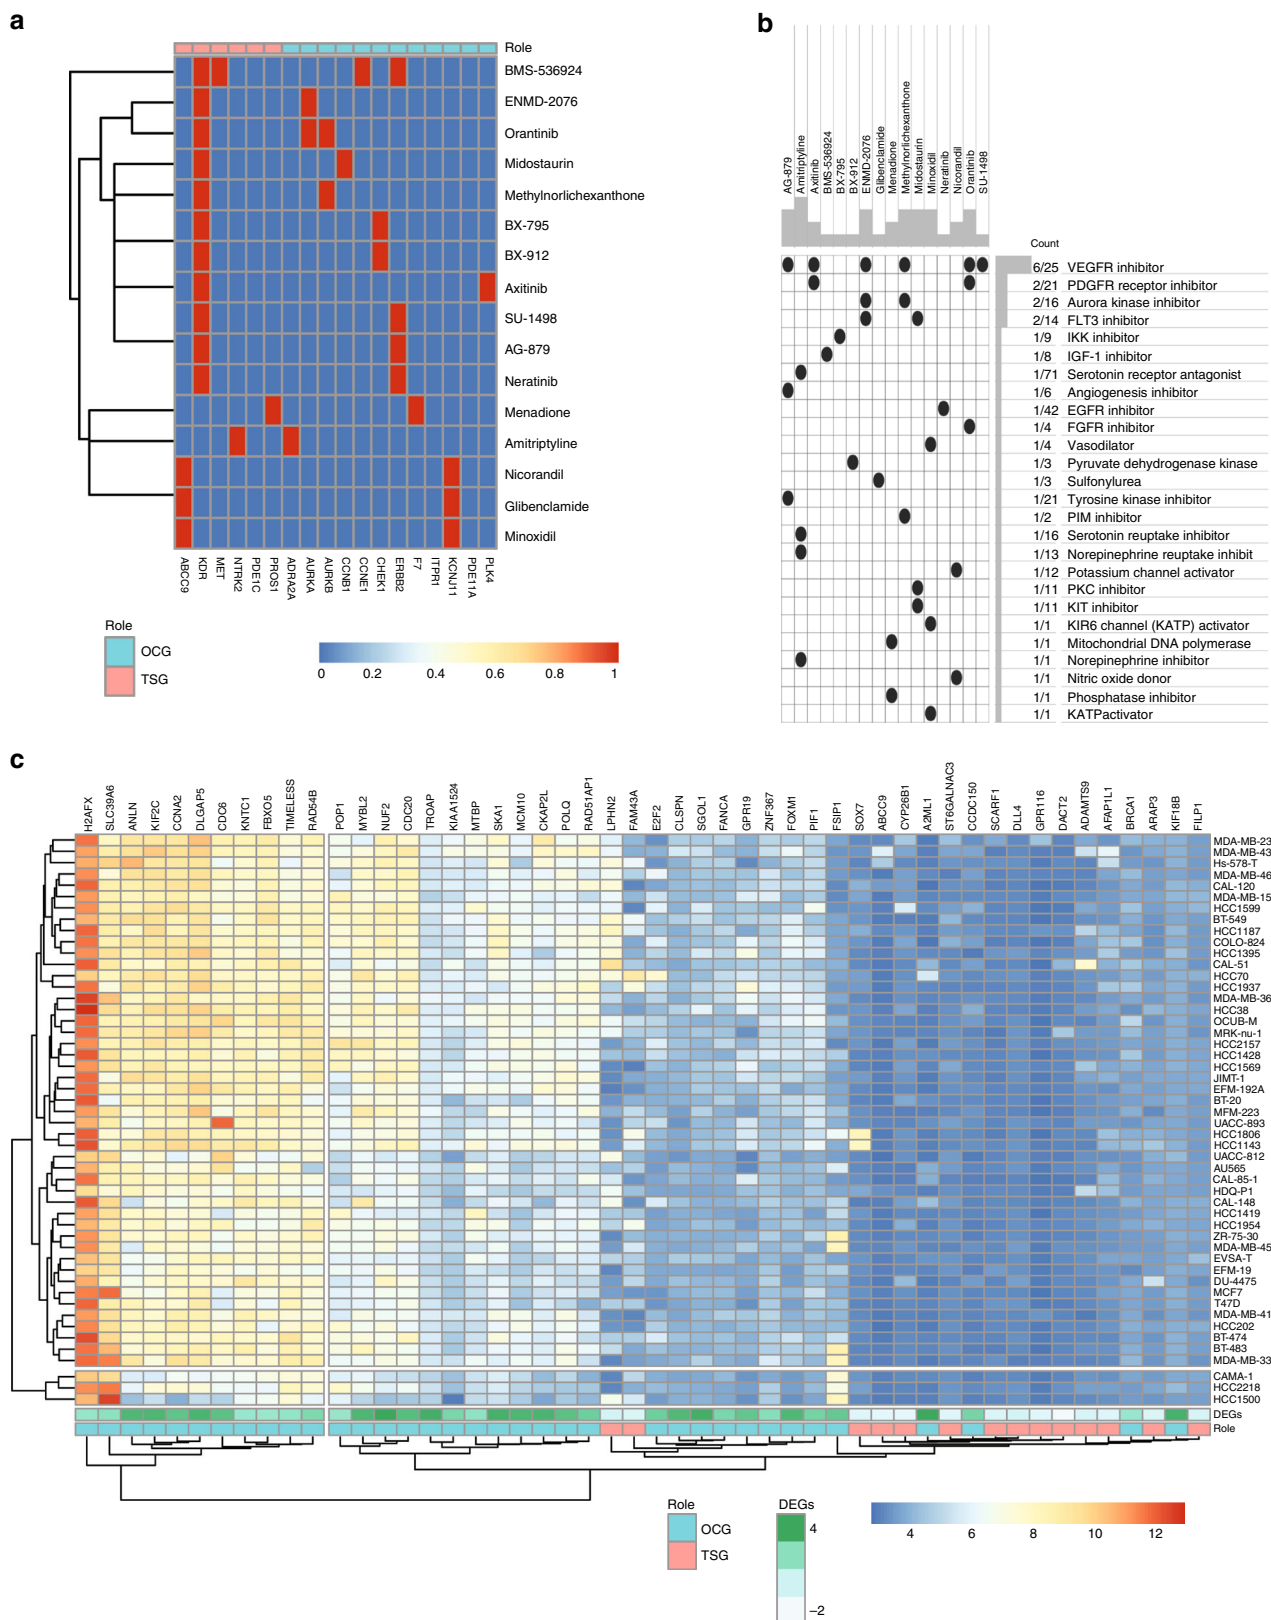 a
Role
BMS-536924
ENMD-2076
Orantinib
Midostaurin
Methylnorlichexanthone
BX-795
BX-912
Axitinib
SU-1498
AG-879
Neratinib
Menadione
Amitriptyline
Nicorandil
Glibenclamide
Minoxidil
ABCC9
KDR
MET
NTRK2
PDE1C
PROS1
ADRA2A
AURKA
AURKB
CCNB1
CCNE1
CHEK1
ERBB2
F7
ITPR1
KCNJ11
PDE11A
PLK4
Role
OCG
TSG
0 0.2 0.4 0.6 0.8 1
b
AG-879
Amitriptyline
Axitinib
BMS-536924
BX-795
BX-912
ENMD-2076
Glibenclamide
Menadione
Methylnorlichexanthone
Midostaurin
Minoxidil
Neratinib
Nicorandil
Orantinib
SU-1498
Count
6/25 VEGFR inhibitor
2/21 PDGFR receptor inhibitor
2/16 Aurora kinase inhibitor
2/14 FLT3 inhibitor
1/9 IKK inhibitor
1/8 IGF-1 inhibitor
1/71 Serotonin receptor antagonist
1/6 Angiogenesis inhibitor
1/42 EGFR inhibitor
1/4 FGFR inhibitor
1/4 Vasodilator
1/3 Pyruvate dehydrogenase kinase
1/3 Sulfonylurea
1/21 Tyrosine kinase inhibitor
1/2 PIM inhibitor
1/16 Serotonin reuptake inhibitor
1/13 Norepinephrine reuptake inhibit
1/12 Potassium channel activator
1/11 PKC inhibitor
1/11 KIT inhibitor
1/1 KIR6 channel (KATP) activator
1/1 Mitochondrial DNA polymerase
1/1 Norepinephrine inhibitor
1/1 Nitric oxide donor
1/1 Phosphatase inhibitor
1/1 KATPactivator
c
H2AFX
SLC39A6
ANLN
KIF2C
CCNA2
DLGAP5
CDC6
KNTC1
FBXO5
TIMELESS
RAD54B
POP1
MYBL2
NUF2
CDC20
TROAP
KIA1524
MTBP
SKA1
MCM10
CKAP2L
POLQ
RAD51AP1
LPHN2
FAM43A
E2F2
CLSPN
SGOL1
FANCA
GPR19
ZNF367
FOXM1
PIF1
FSIP1
SOX7
ABCC9
CYP26B1
A2ML1
ST6GALNAC3
CCDC150
SCARF1
DLL4
GPR116
DACT2
ADAMTS9
AFAP1L1
BRCA1
ARAP3
KIF18B
FILP1
MDA-MB-23
MDA-MB-43
Hs-578-T
MDA-MB-46
CAL-120
MDA-MB-15
HCC1599
BT-549
HCC1187
COLO-824
HCC1395
CAL-51
HCC70
HCC1937
MDA-MB-36
HCC38
OCUB-M
MRK-nu-1
HCC2157
HCC1428
HCC1569
JIMT-1
EFM-192A
BT-20
MFM-223
UACC-893
HCC1806
HCC1143
UACC-812
AU565
CAL-85-1
HDQ-P1
CAL-148
HCC1419
HCC1954
ZR-75-30
MDA-MB-45
EVSA-T
EFM-19
DU-4475
MCF7
T47D
MDA-MB-41
HCC202
BT-474
BT-483
MDA-MB-33
CAMA-1
HCC2218
HCC1500
DEGs
Role
Role
OCG
TSG
DEGs
4
−2
4 6 8 10 12